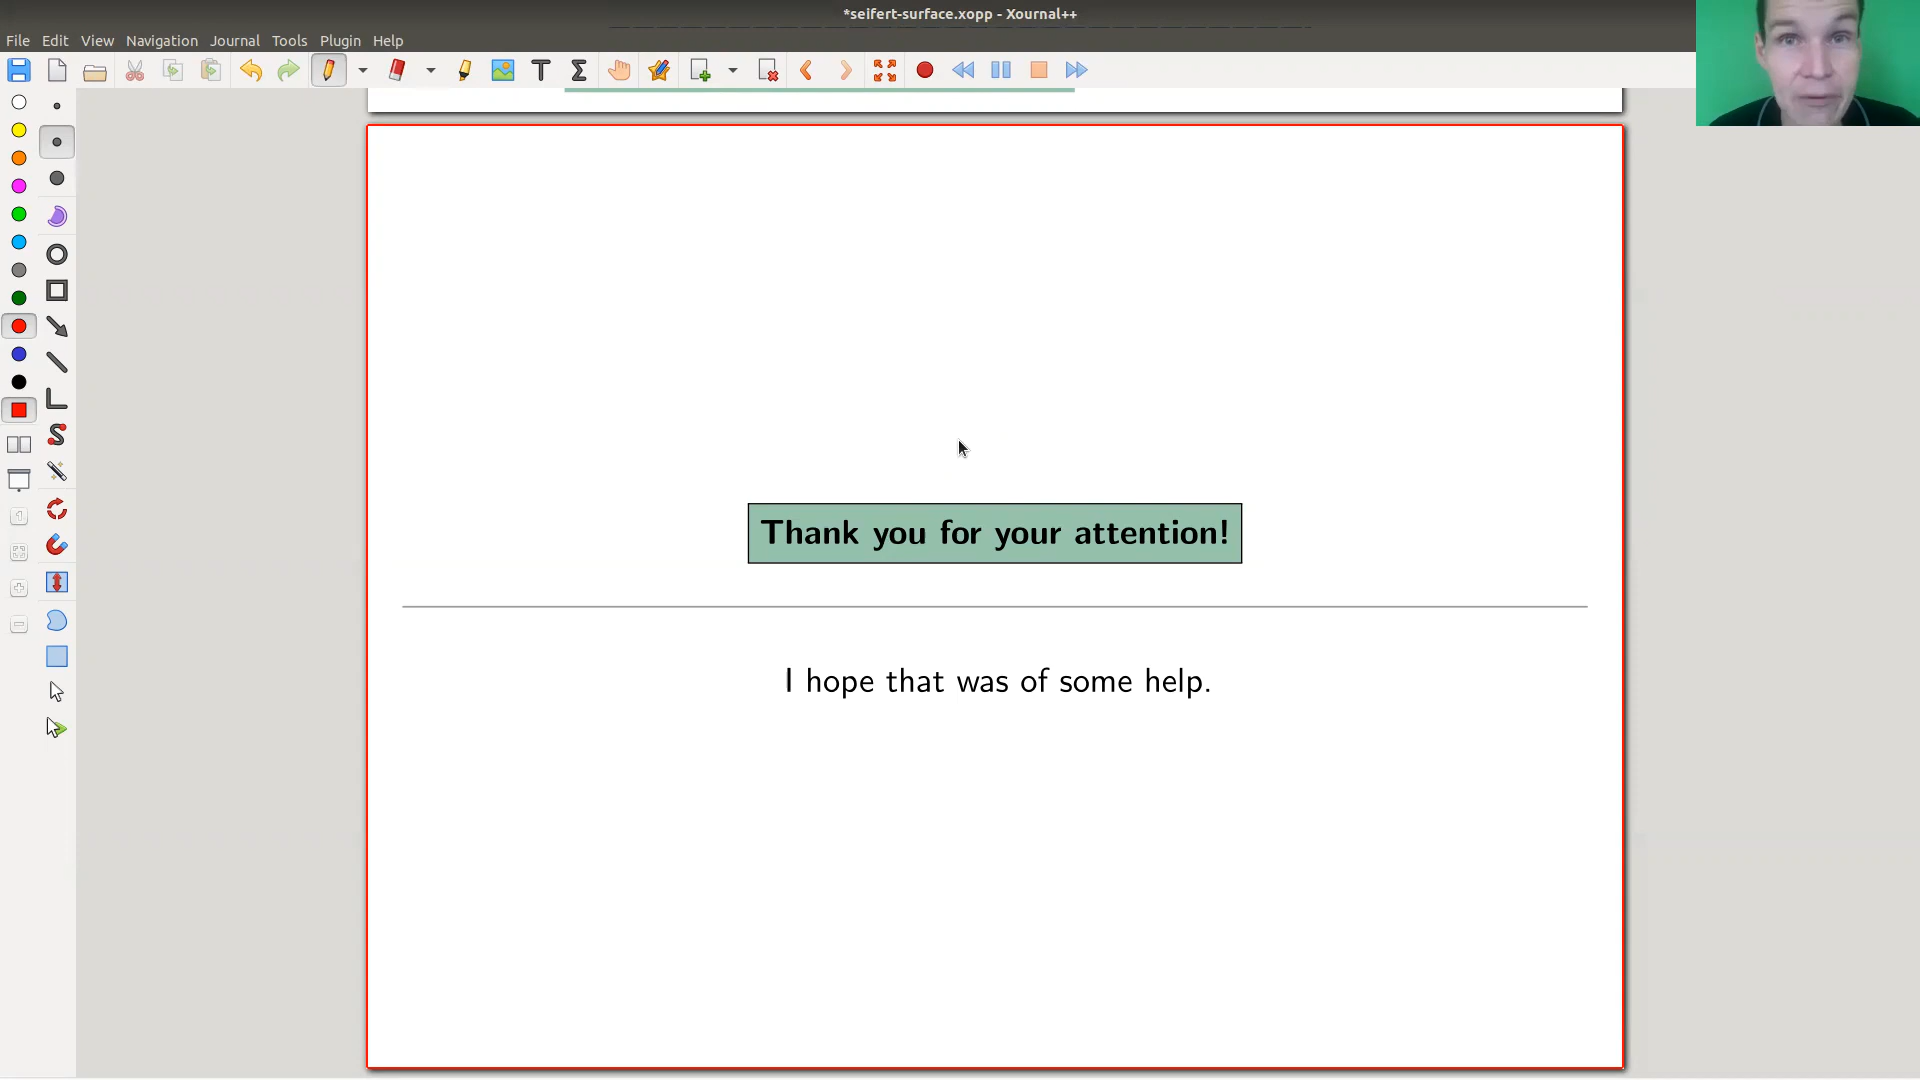 *seifert-surface.xopp - Xournal++
File Edit View Navigation Journal Tools Plugin Help
Thank you for your attention!
I hope that was of some help.